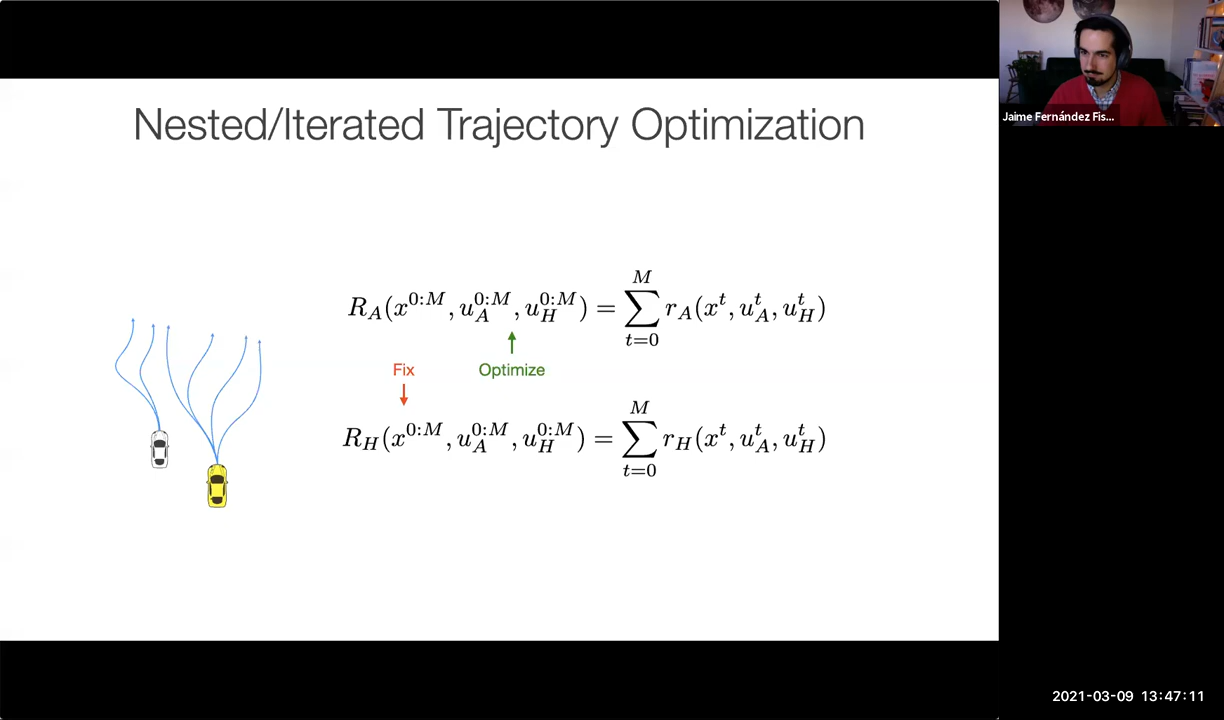 Nested/Iterated Trajectory Optimization
Jaime Fernández Fis...
R_A(x^{0:M}, u_A^{0:M}, u_H^{0:M}) = \sum_{t=0}^{M} r_A(x^t, u_A^t, u_H^t)
Fix
Optimize
R_H(x^{0:M}, u_A^{0:M}, u_H^{0:M}) = \sum_{t=0}^{M} r_H(x^t, u_A^t, u_H^t)
2021-03-09 13:47:11